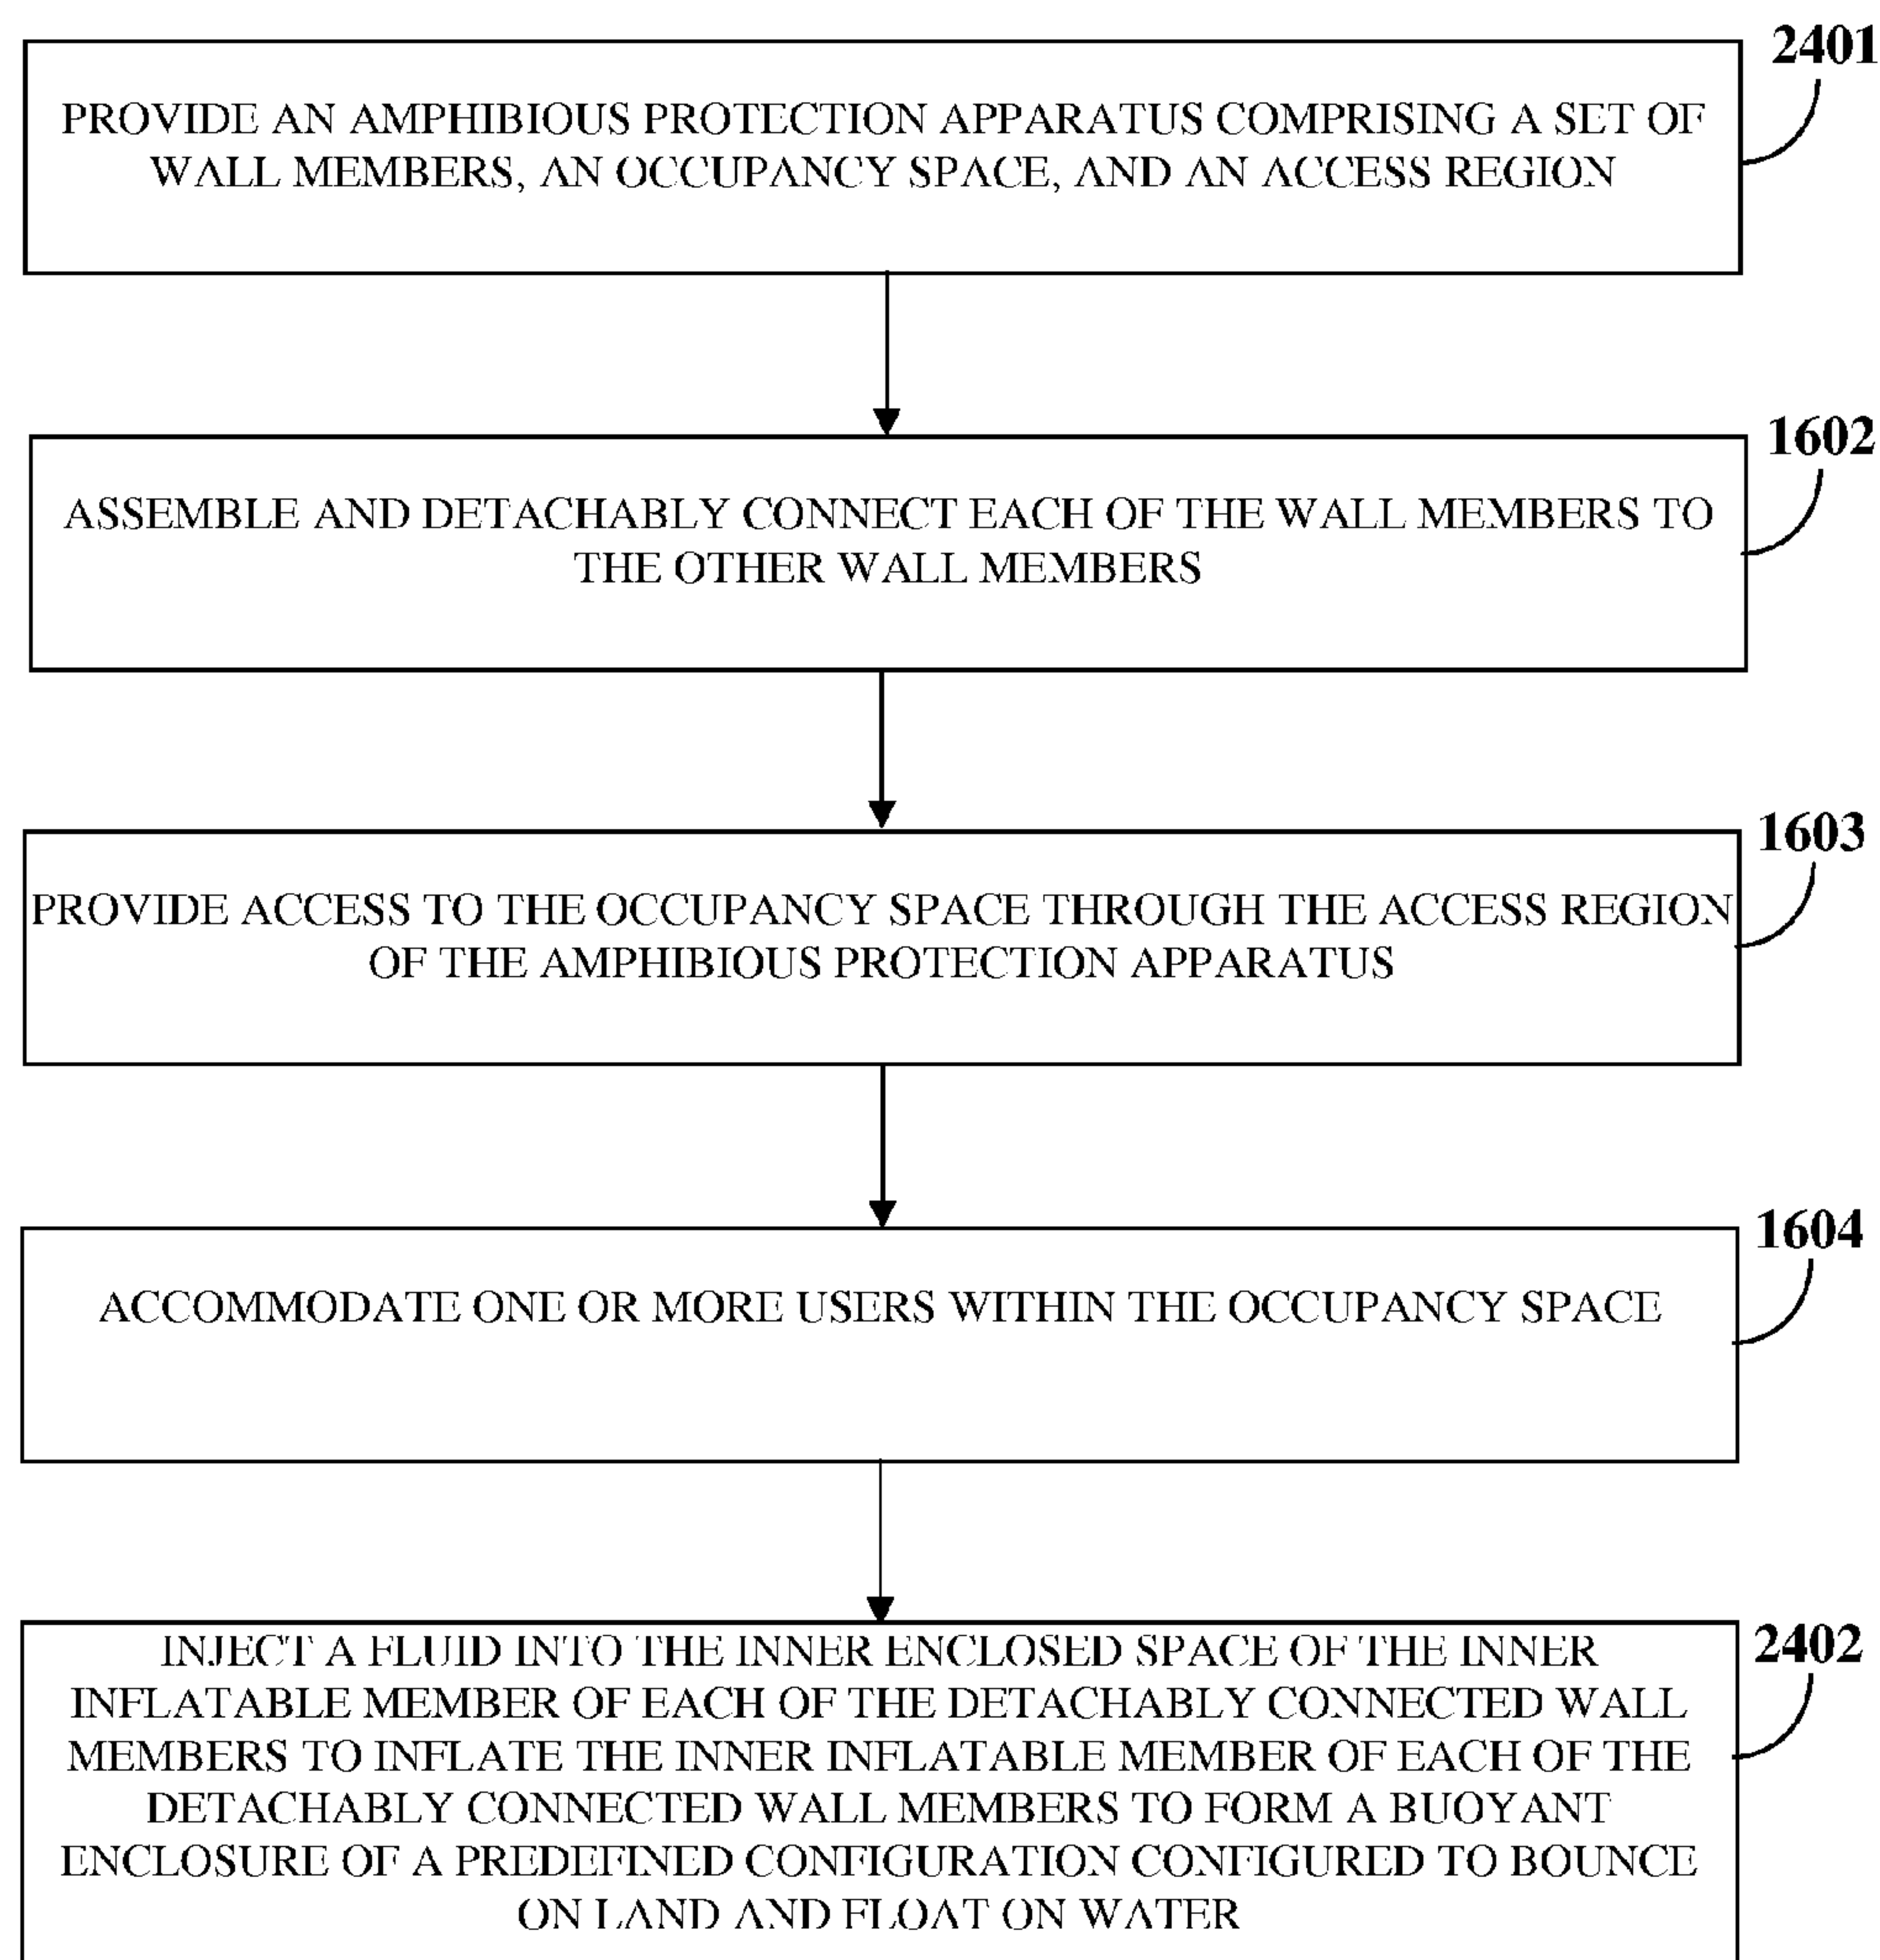 2401
PROVIDE AN AMPHIBIOUS PROTECTION APPARATUS COMPRISING A SET OF
WALL MEMBERS, AN OCCUPANCY SPACE, AND AN ACCESS REGION
1602
ASSEMBLE AND DETACHABLY CONNECT EACH OF THE WALL MEMBERS TO
THE OTHER WALL MEMBERS
1603
PROVIDE ACCESS TO THE OCCUPANCY SPACE THROUGH THE ACCESS REGION
OF THE AMPHIBIOUS PROTECTION APPARATUS
1604
ACCOMMODATE ONE OR MORE USERS WITHIN THE OCCUPANCY SPACE
2402
INJECT A FLUID INTO THE INNER ENCLOSED SPACE OF THE INNER
INFLATABLE MEMBER OF EACH OF THE DETACHABLY CONNECTED WALL
MEMBERS TO INFLATE THE INNER INFLATABLE MEMBER OF EACH OF THE
DETACHABLY CONNECTED WALL MEMBERS TO FORM A BUOYANT
ENCLOSURE OF A PREDEFINED CONFIGURATION CONFIGURED TO BOUNCE
ON LAND AND FLOAT ON WATER